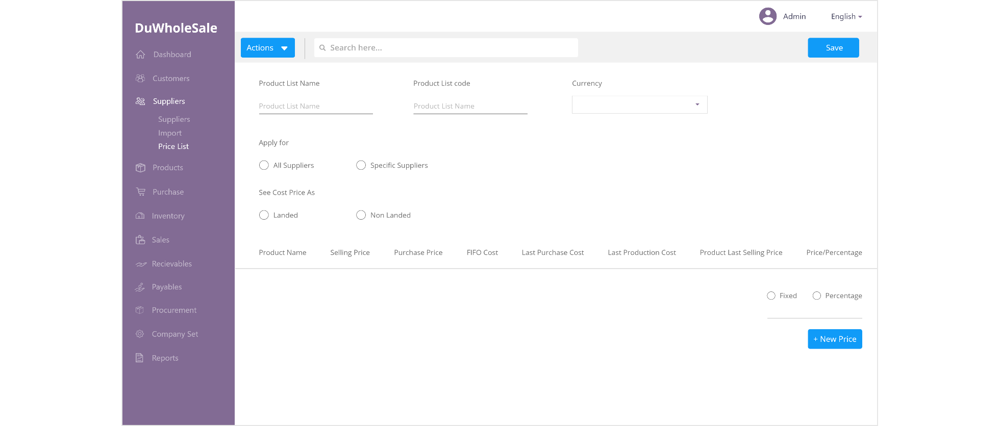 DuWholeSale
Dashboard
Customers
Suppliers
Suppliers
Import
Price List
Products
Purchase
Inventory
Sales
Recievables
Payables
Procurement
Company Set
Reports
Admin English
Actions Search here... Save
Product List Name Product List code Currency
Product List Name Product List Name
Apply for
All Suppliers Specific Suppliers
See Cost Price As
Landed Non Landed
Product Name Selling Price Purchase Price FIFO Cost Last Purchase Cost Last Production Cost Product Last Selling Price Price/Percentage
Fixed Percentage
+ New Price